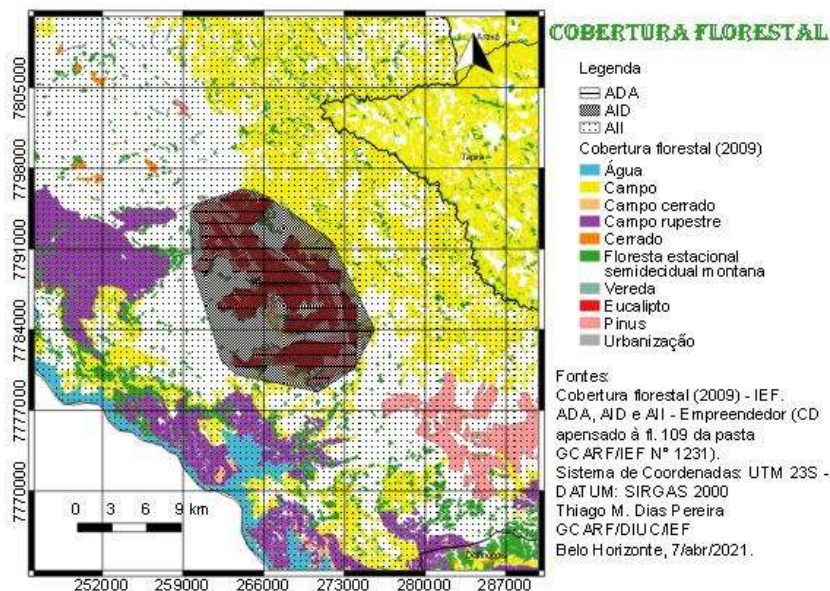 COBERTURA FLORESTAL
Legenda
ADA
AID
AII
Cobertura florestal (2009)
Água
Campo
Campo cerrado
Campo rupestre
Cerrado
Floresta estacional
semidecidual montana
Vereda
Eucalipto
Pinus
Urbanização
Fontes:
Cobertura florestal (2009) - IEF.
ADA, AID e AII - Empreendedor (CD
apensado à fl. 109 da pasta
GCARF/IEF Nº 1231).
Sistema de Coordenadas: UTM 23S -
DATUM: SIRGAS 2000
Thiago M. Dias Pereira
GCARF/DIUC/IEF
Belo Horizonte, 7/abr/2021.
Araxá
Tapira
7805000
7798000
7791000
7784000
7777000
7770000
0 3 6 9 km
Delfinópolis
252000 259000 266000 273000 280000 287000